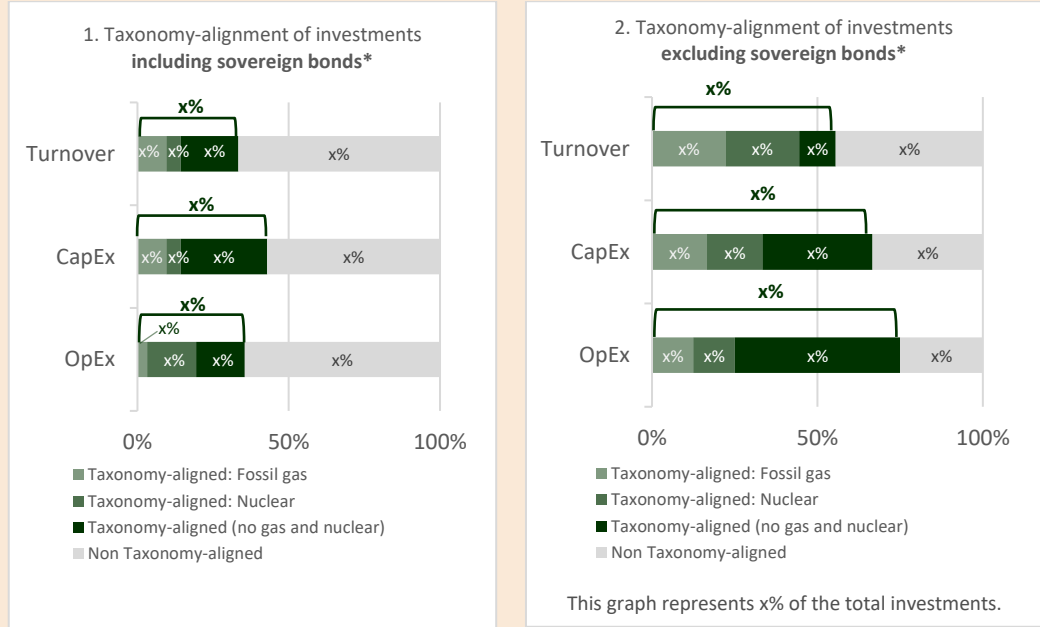 1. Taxonomy-alignment of investments
including sovereign bonds*
x%
Turnover
x% x% x% x%
x%
CapEx
x% x% x% x%
x%
x%
OpEx
x% x% x%
0% 50% 100%
Taxonomy-aligned: Fossil gas
Taxonomy-aligned: Nuclear
Taxonomy-aligned (no gas and nuclear)
Non Taxonomy-aligned
2. Taxonomy-alignment of investments
excluding sovereign bonds*
x%
Turnover
x% x% x% x%
x%
CapEx
x% x% x% x%
x%
OpEx
x% x% x% x%
0% 50% 100%
Taxonomy-aligned: Fossil gas
Taxonomy-aligned: Nuclear
Taxonomy-aligned (no gas and nuclear)
Non Taxonomy-aligned
This graph represents x% of the total investments.